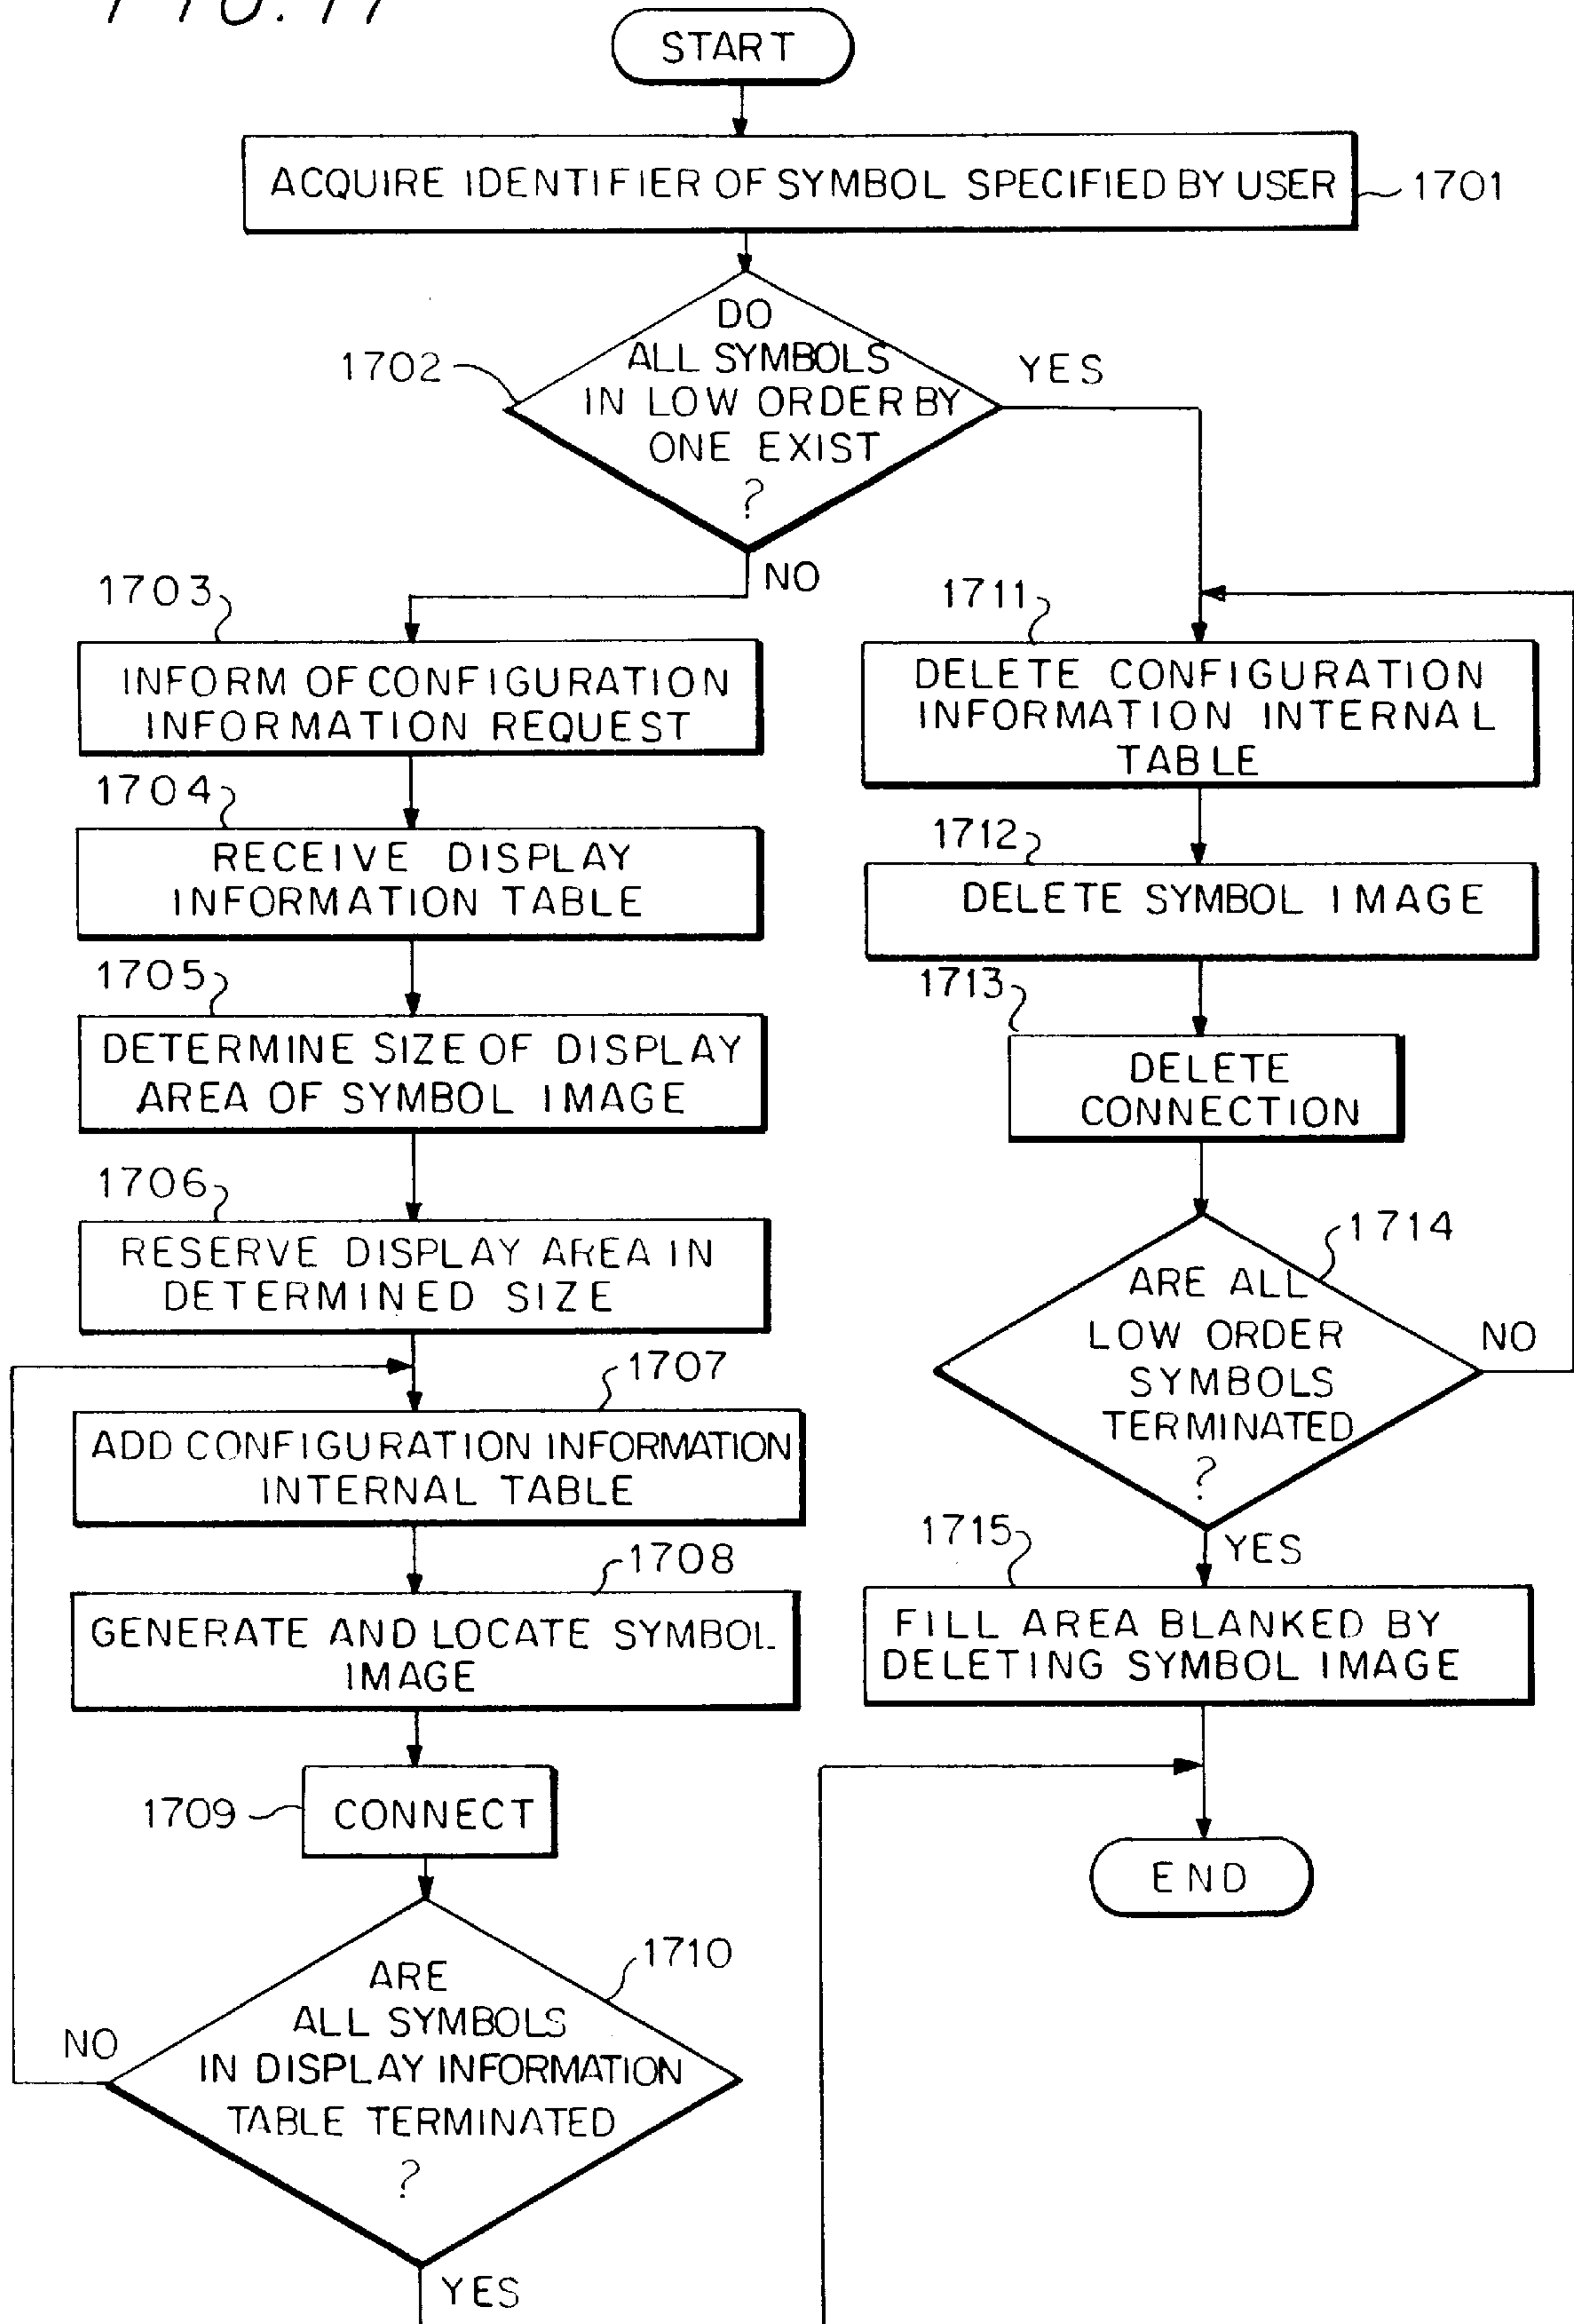 FIG. 17
START
ACQUIRE IDENTIFIER OF SYMBOL SPECIFIED BY USER
1701
DO
ALL SYMBOLS
IN LOW ORDER BY
ONE EXIST
?
1702
YES
NO
1703
INFORM OF CONFIGURATION
INFORMATION REQUEST
1704
RECEIVE DISPLAY
INFORMATION TABLE
1705
DETERMINE SIZE OF DISPLAY
AREA OF SYMBOL IMAGE
1706
RESERVE DISPLAY AREA IN
DETERMINED SIZE
1707
ADD CONFIGURATION INFORMATION
INTERNAL TABLE
1708
GENERATE AND LOCATE SYMBOL
IMAGE
1709
CONNECT
1710
ARE
ALL SYMBOLS
IN DISPLAY INFORMATION
TABLE TERMINATED
?
NO
YES
1711
DELETE CONFIGURATION
INFORMATION INTERNAL
TABLE
1712
DELETE SYMBOL IMAGE
1713
DELETE
CONNECTION
1714
ARE ALL
LOW ORDER
SYMBOLS
TERMINATED
?
NO
YES
1715
FILL AREA BLANKED BY
DELETING SYMBOL IMAGE
END